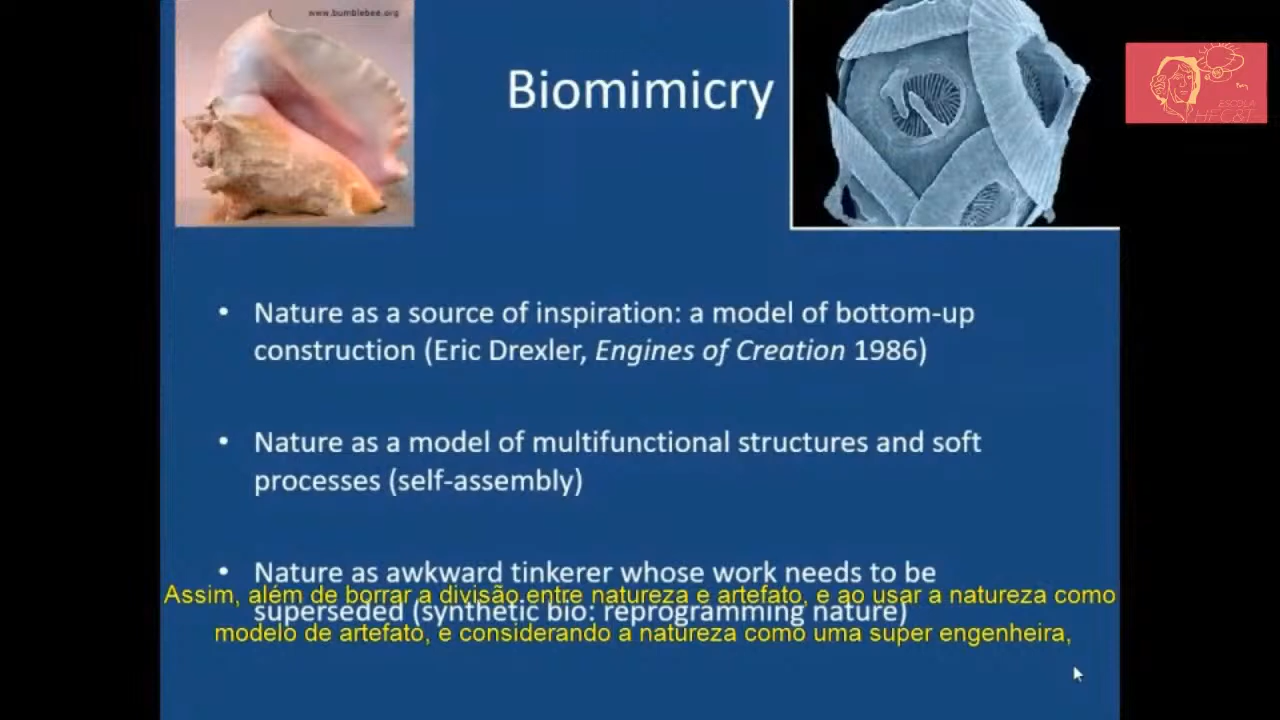 www.bumblebee.org
Biomimicry
ESCOLA
HFC&T
• Nature as a source of inspiration: a model of bottom-up
construction (Eric Drexler, Engines of Creation 1986)
• Nature as a model of multifunctional structures and soft
processes (self-assembly)
• Nature as awkward tinkerer whose work needs to be
superseded (synthetic bio: reprogramming nature)
Assim, além de borrar a divisão entre natureza e artefato, e ao usar a natureza como
modelo de artefato, e considerando a natureza como uma super engenheira,